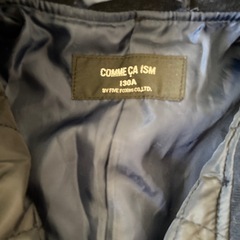 COMME ÇA ISM
130A
BY FIVE FOXES CO.,LTD.